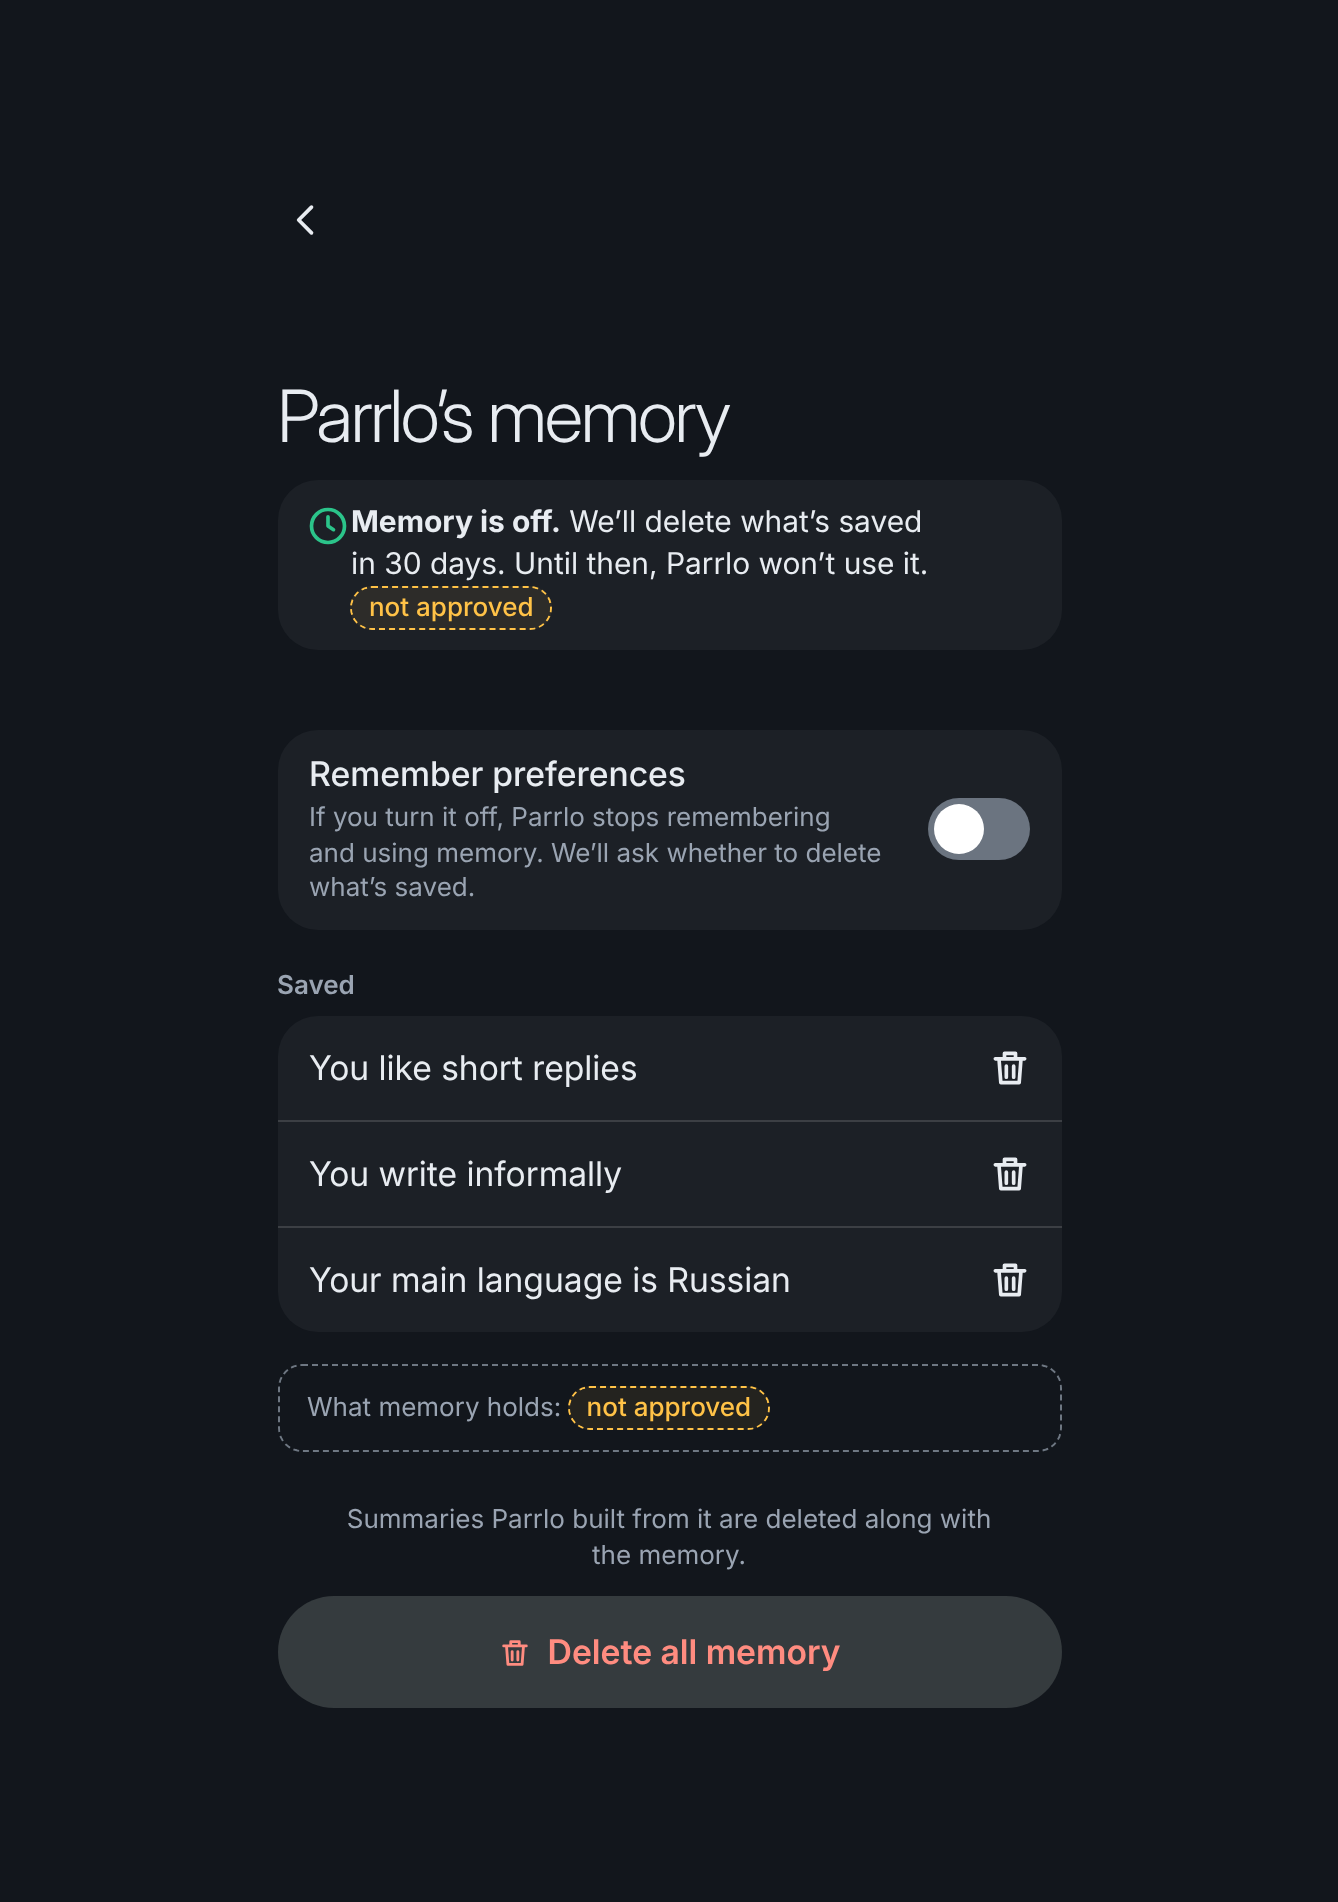 Parrlo’s memory
Memory is off. We’ll delete what’s saved
in 30 days. Until then, Parrlo won’t use it.
not approved
Remember preferences
If you turn it off, Parrlo stops remembering
and using memory. We’ll ask whether to delete
what’s saved.
Saved
You like short replies
You write informally
Your main language is Russian
What memory holds: not approved
Summaries Parrlo built from it are deleted along with
the memory.
Delete all memory